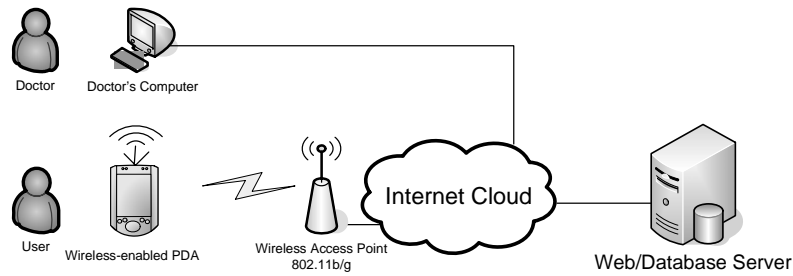 Doctor
Doctor's Computer
Internet Cloud
User
Wireless-enabled PDA
Wireless Access Point
802.11b/g
Web/Database Server